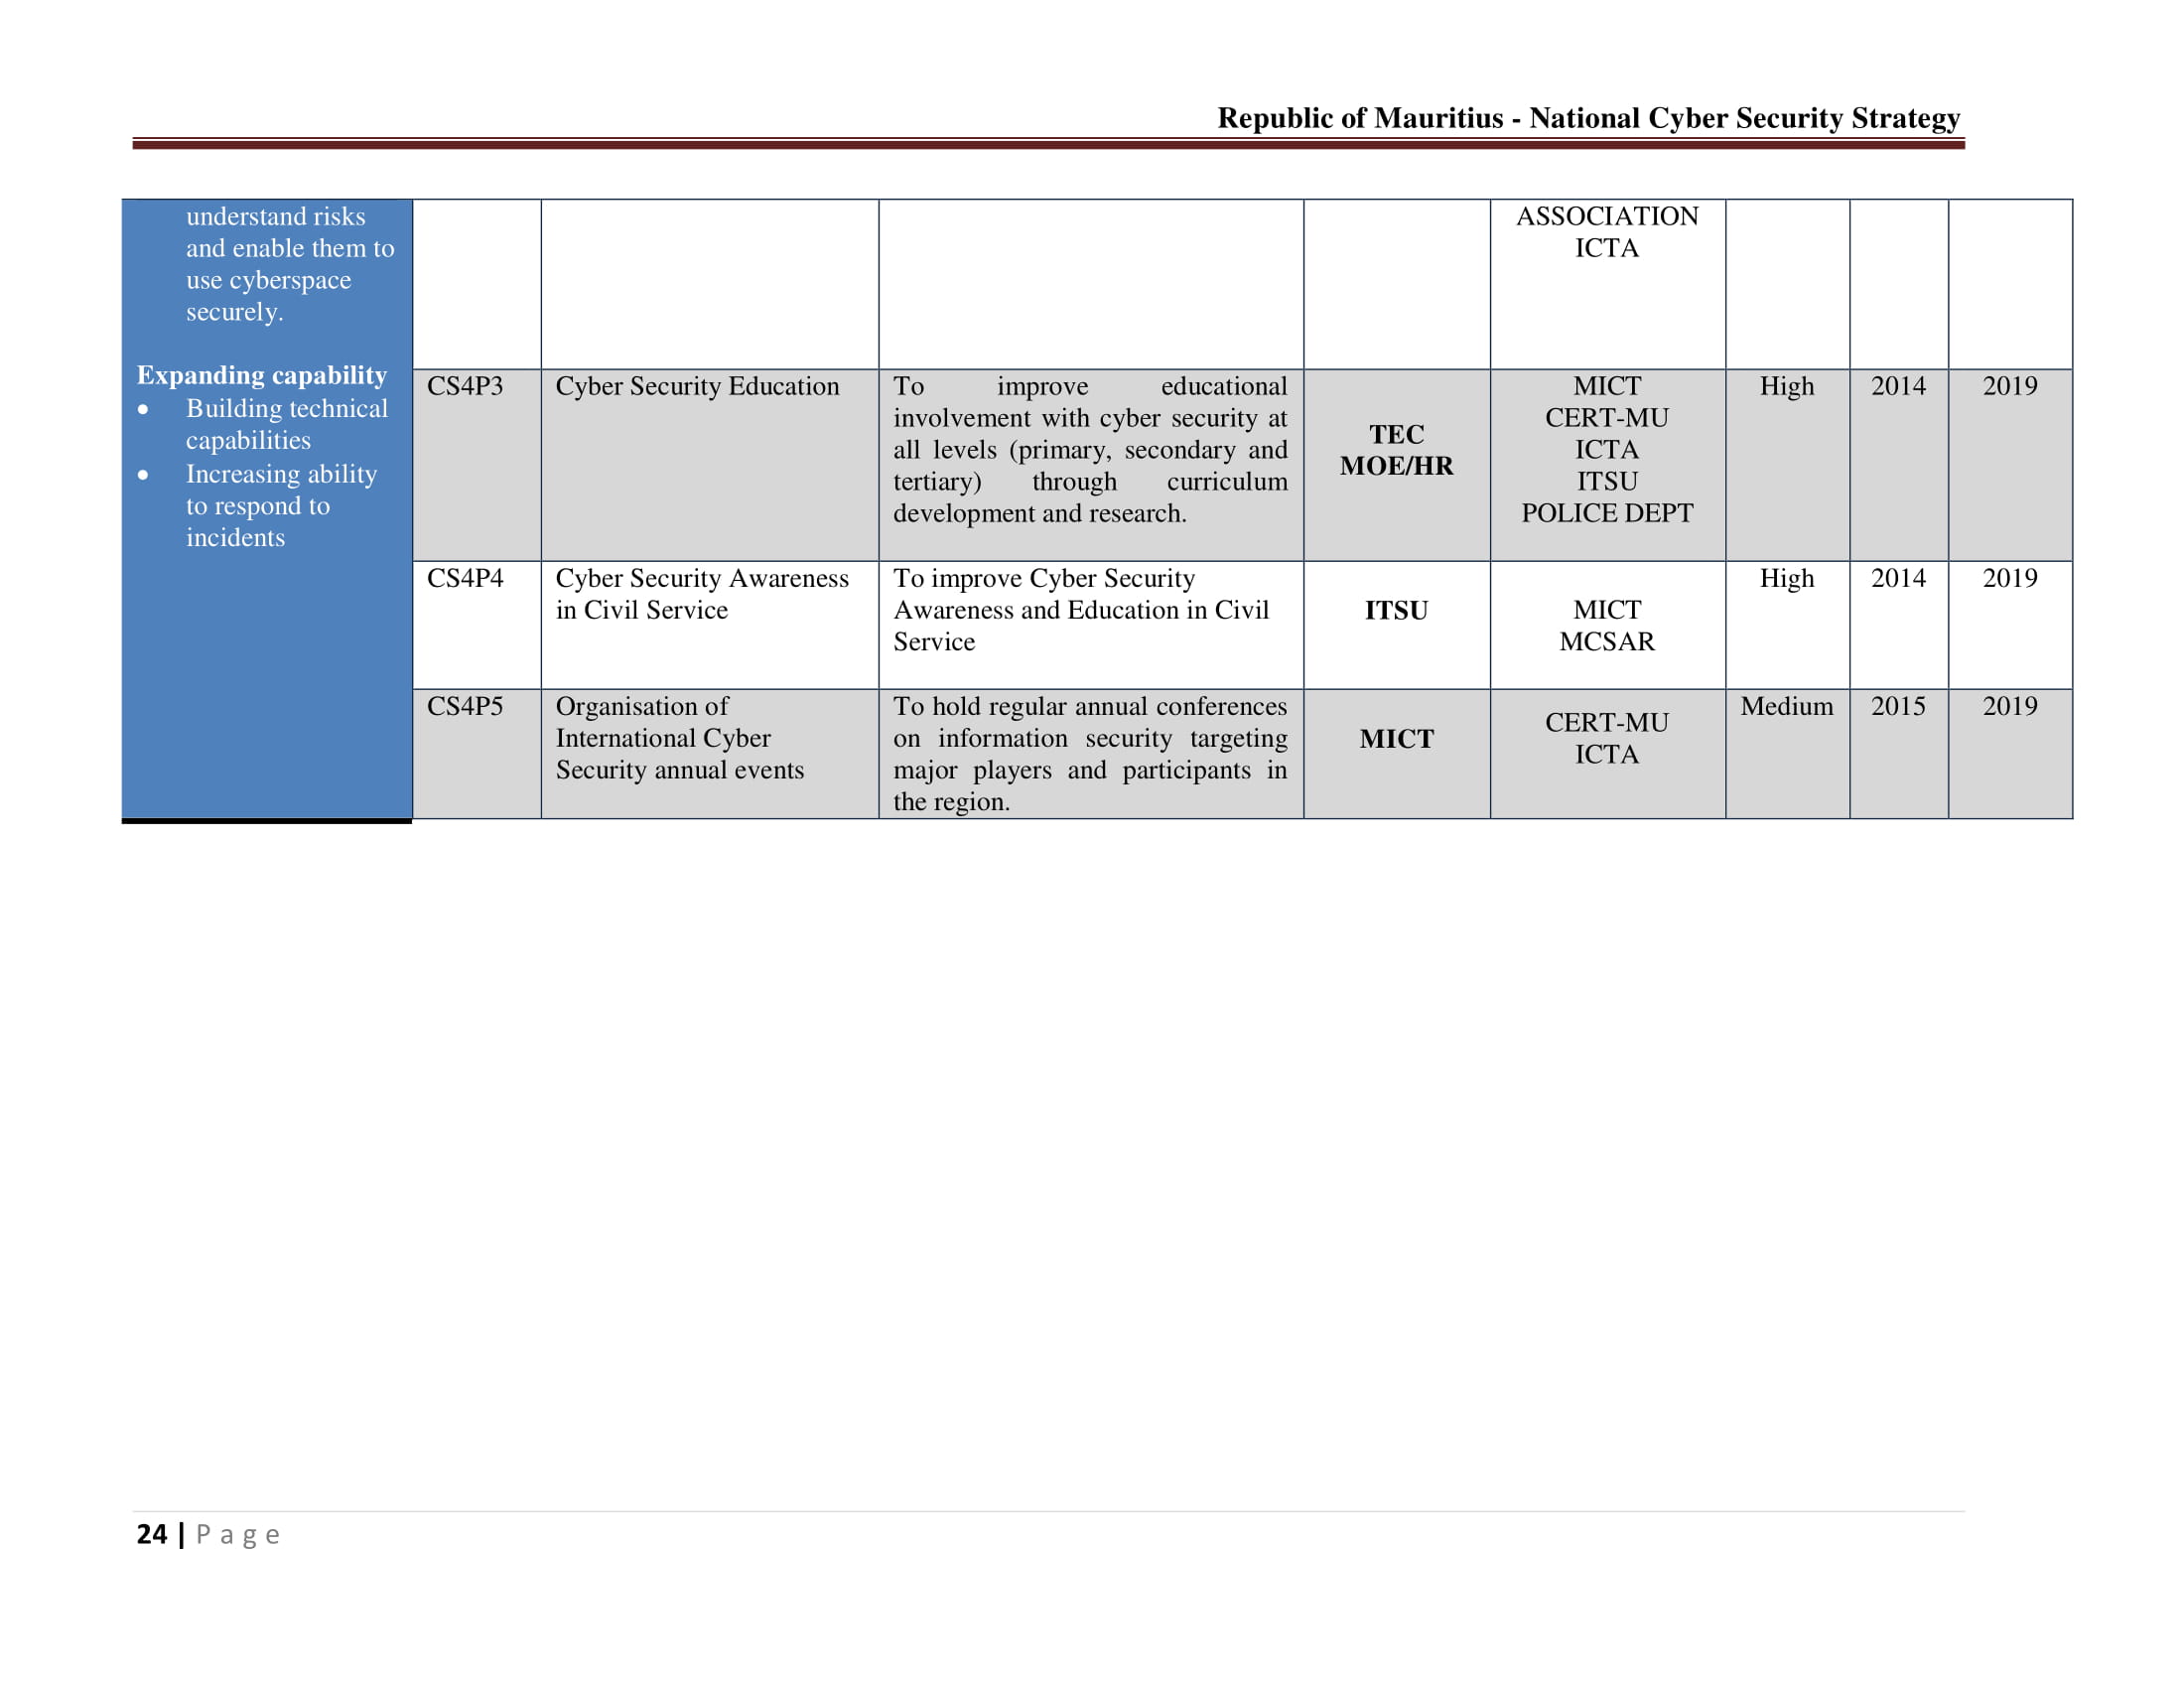 Republic of Mauritius - National Cyber Security Strategy
understand risks
and enable them to
use cyberspace
securely.
ASSOCIATION
ICTA
Expanding capability
• Building technical
capabilities
• Increasing ability
to respond to
incidents
CS4P3
Cyber Security Education
To improve educational
involvement with cyber security at
all levels (primary, secondary and
tertiary) through curriculum
development and research.
TEC
MOE/HR
MICT
CERT-MU
ICTA
ITSU
POLICE DEPT
High
2014
2019
CS4P4
Cyber Security Awareness
in Civil Service
To improve Cyber Security
Awareness and Education in Civil
Service
ITSU
MICT
MCSAR
High
2014
2019
CS4P5
Organisation of
International Cyber
Security annual events
To hold regular annual conferences
on information security targeting
major players and participants in
the region.
MICT
CERT-MU
ICTA
Medium
2015
2019
24 | Page